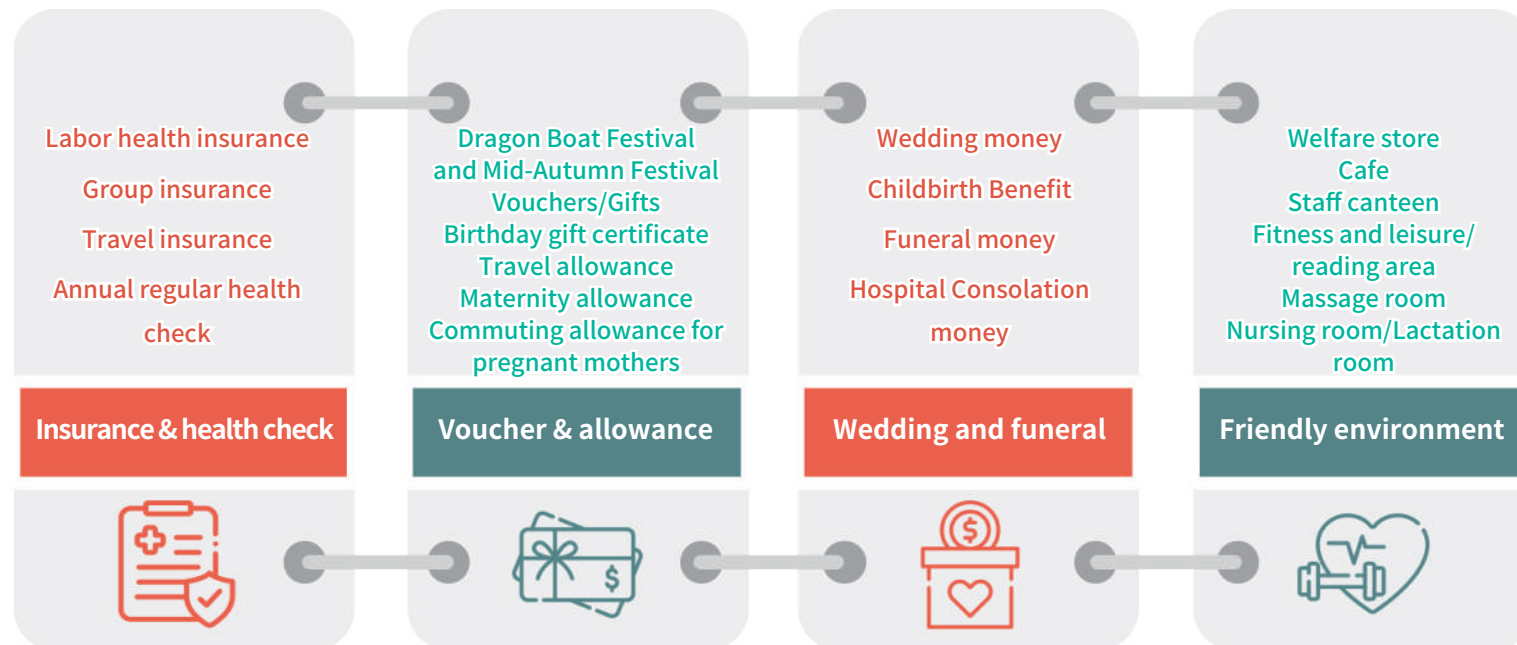 Labor health insurance
Group insurance
Travel insurance
Annual regular health
check
Insurance & health check
Dragon Boat Festival
and Mid-Autumn Festival
Vouchers/Gifts
Birthday gift certificate
Travel allowance
Maternity allowance
Commuting allowance for
pregnant mothers
Voucher & allowance
$
Wedding money
Childbirth Benefit
Funeral money
Hospital Consolation
money
Wedding and funeral
$
Welfare store
Cafe
Staff canteen
Fitness and leisure/
reading area
Massage room
Nursing room/Lactation
room
Friendly environment